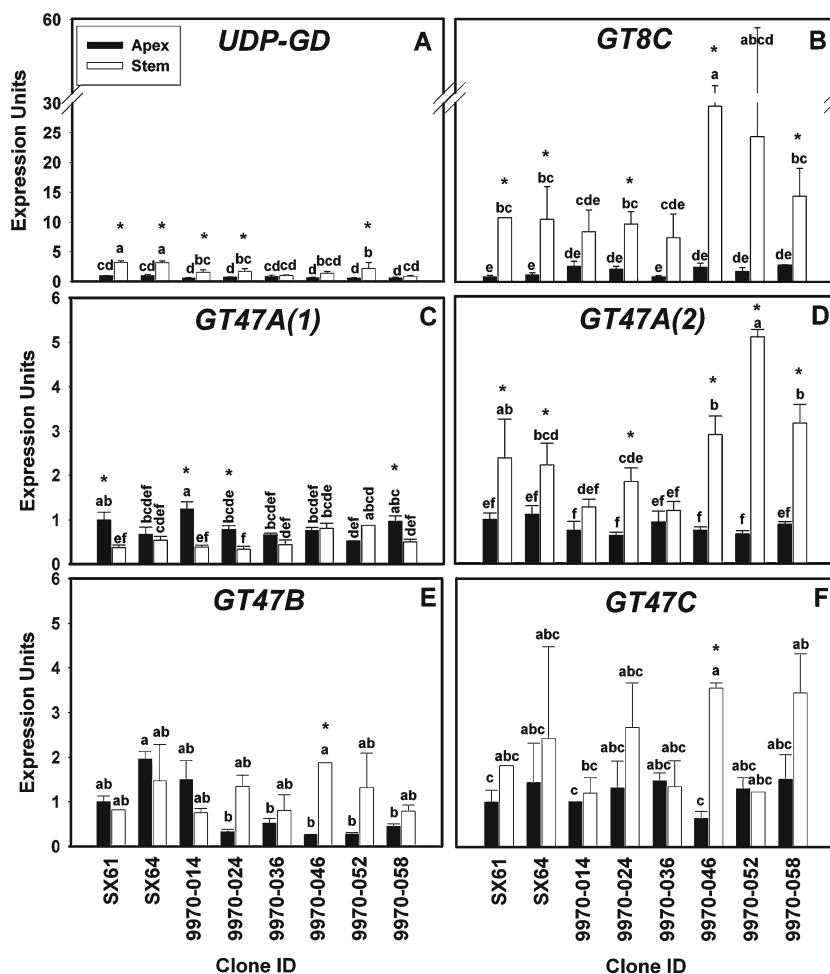 60
Apex
Stem
UDP-GD
A
GT8C
B
Expression Units
30
25
20
15
10
5
0
cd
*
a
cd
*
a
d
*
bc
d
*
bc
cd
cd
d
bcd
d
*
b
d
cd
e
*
bc
e
*
bc
de
cde
de
*
bc
e
cde
de
*
a
de
abcd
de
*
bc
GT47A(1)
C
GT47A(2)
D
Expression Units
6
5
4
3
2
1
0
*
ab
ef
bcdef
cdef
*
a
ef
*
bcde
f
bcdef
def
bcdef
bcde
def
abcd
*
abc
def
ef
*
ab
ef
*
bcd
f
def
f
*
cde
ef
ef
f
*
b
f
*
a
ef
*
b
GT47B
E
GT47C
F
Expression Units
6
5
4
3
2
1
0
ab
ab
a
ab
ab
ab
b
ab
b
ab
b
*
a
b
ab
b
ab
c
abc
abc
abc
c
bc
abc
abc
abc
abc
c
*
a
abc
abc
abc
ab
SX61
SX64
9970-014
9970-024
9970-036
9970-046
9970-052
9970-058
SX61
SX64
9970-014
9970-024
9970-036
9970-046
9970-052
9970-058
Clone ID
Clone ID